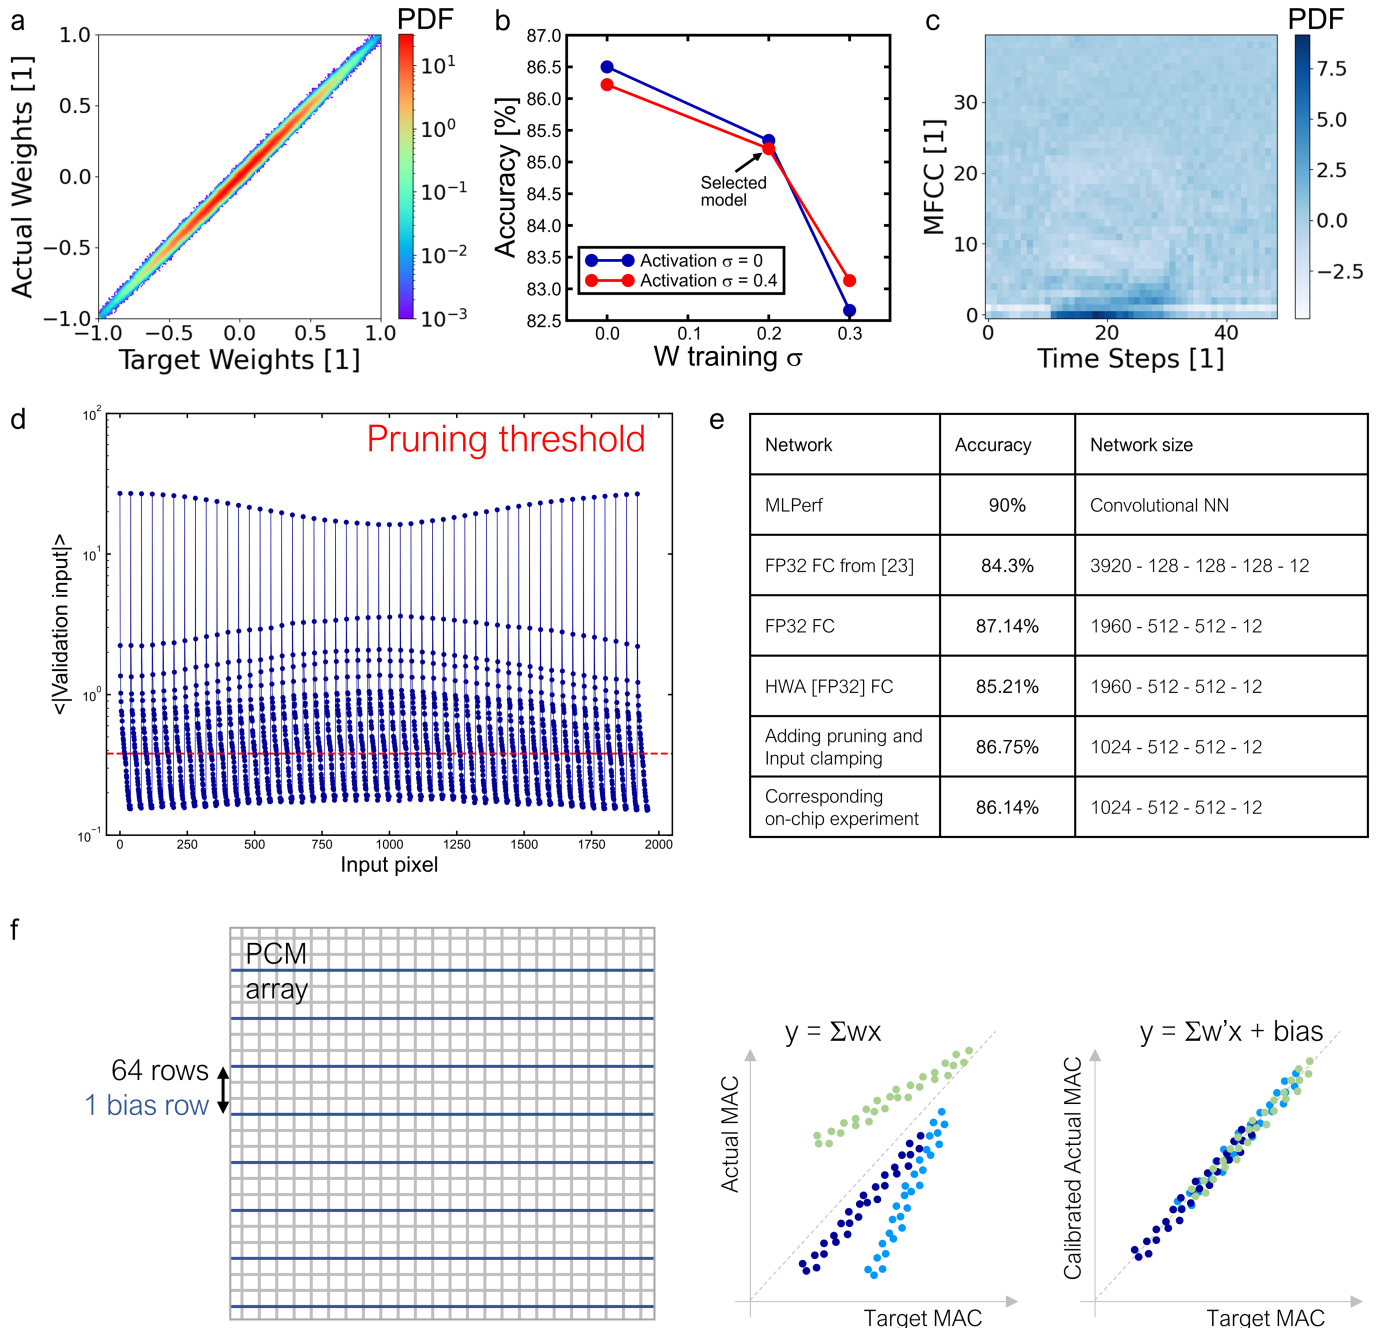 a
PDF
1.0
0.5
0.0
−0.5
−1.0
Actual Weights [1]
−1.0
−0.5
0.0
0.5
1.0
Target Weights [1]
10¹
10⁰
10⁻¹
10⁻²
10⁻³
b
87.0
86.5
86.0
85.5
85.0
84.5
84.0
83.5
83.0
82.5
Accuracy [%]
Selected
model
Activation σ = 0
Activation σ = 0.4
0.0
0.1
0.2
0.3
W training σ
c
PDF
30
20
10
0
MFCC [1]
0
20
40
Time Steps [1]
7.5
5.0
2.5
0.0
−2.5
d
10²
10¹
10⁰
10⁻¹
<|Validation input|>
Pruning threshold
0
250
500
750
1000
1250
1500
1750
2000
Input pixel
e
Network Accuracy Network size
MLPerf 90% Convolutional NN
FP32 FC from [23] 84.3% 3920 - 128 - 128 - 128 - 12
FP32 FC 87.14% 1960 - 512 - 512 - 12
HWA [FP32] FC 85.21% 1960 - 512 - 512 - 12
Adding pruning and
Input clamping 86.75% 1024 - 512 - 512 - 12
Corresponding
on-chip experiment 86.14% 1024 - 512 - 512 - 12
f
PCM
array
64 rows
1 bias row
y = Σwx
Actual MAC
Target MAC
y = Σw'x + bias
Calibrated Actual MAC
Target MAC